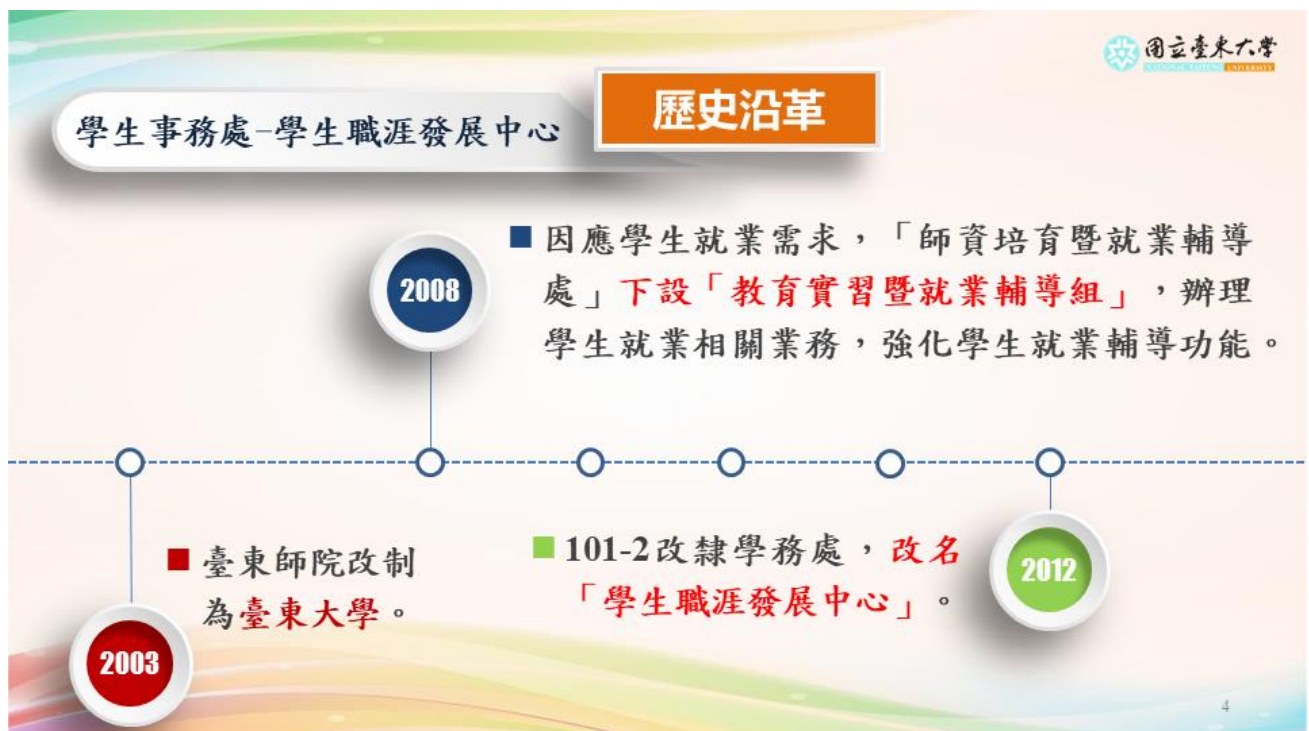 國立臺東大學
NATIONAL TAITUNG UNIVERSITY
學生事務處-學生職涯發展中心
歷史沿革
2008
■因應學生就業需求，「師資培育暨就業輔導
處」下設「教育實習暨就業輔導組」，辦理
學生就業相關業務，強化學生就業輔導功能。
■臺東師院改制
為臺東大學。
2003
■101-2改隸學務處，改名
「學生職涯發展中心」。
2012
4